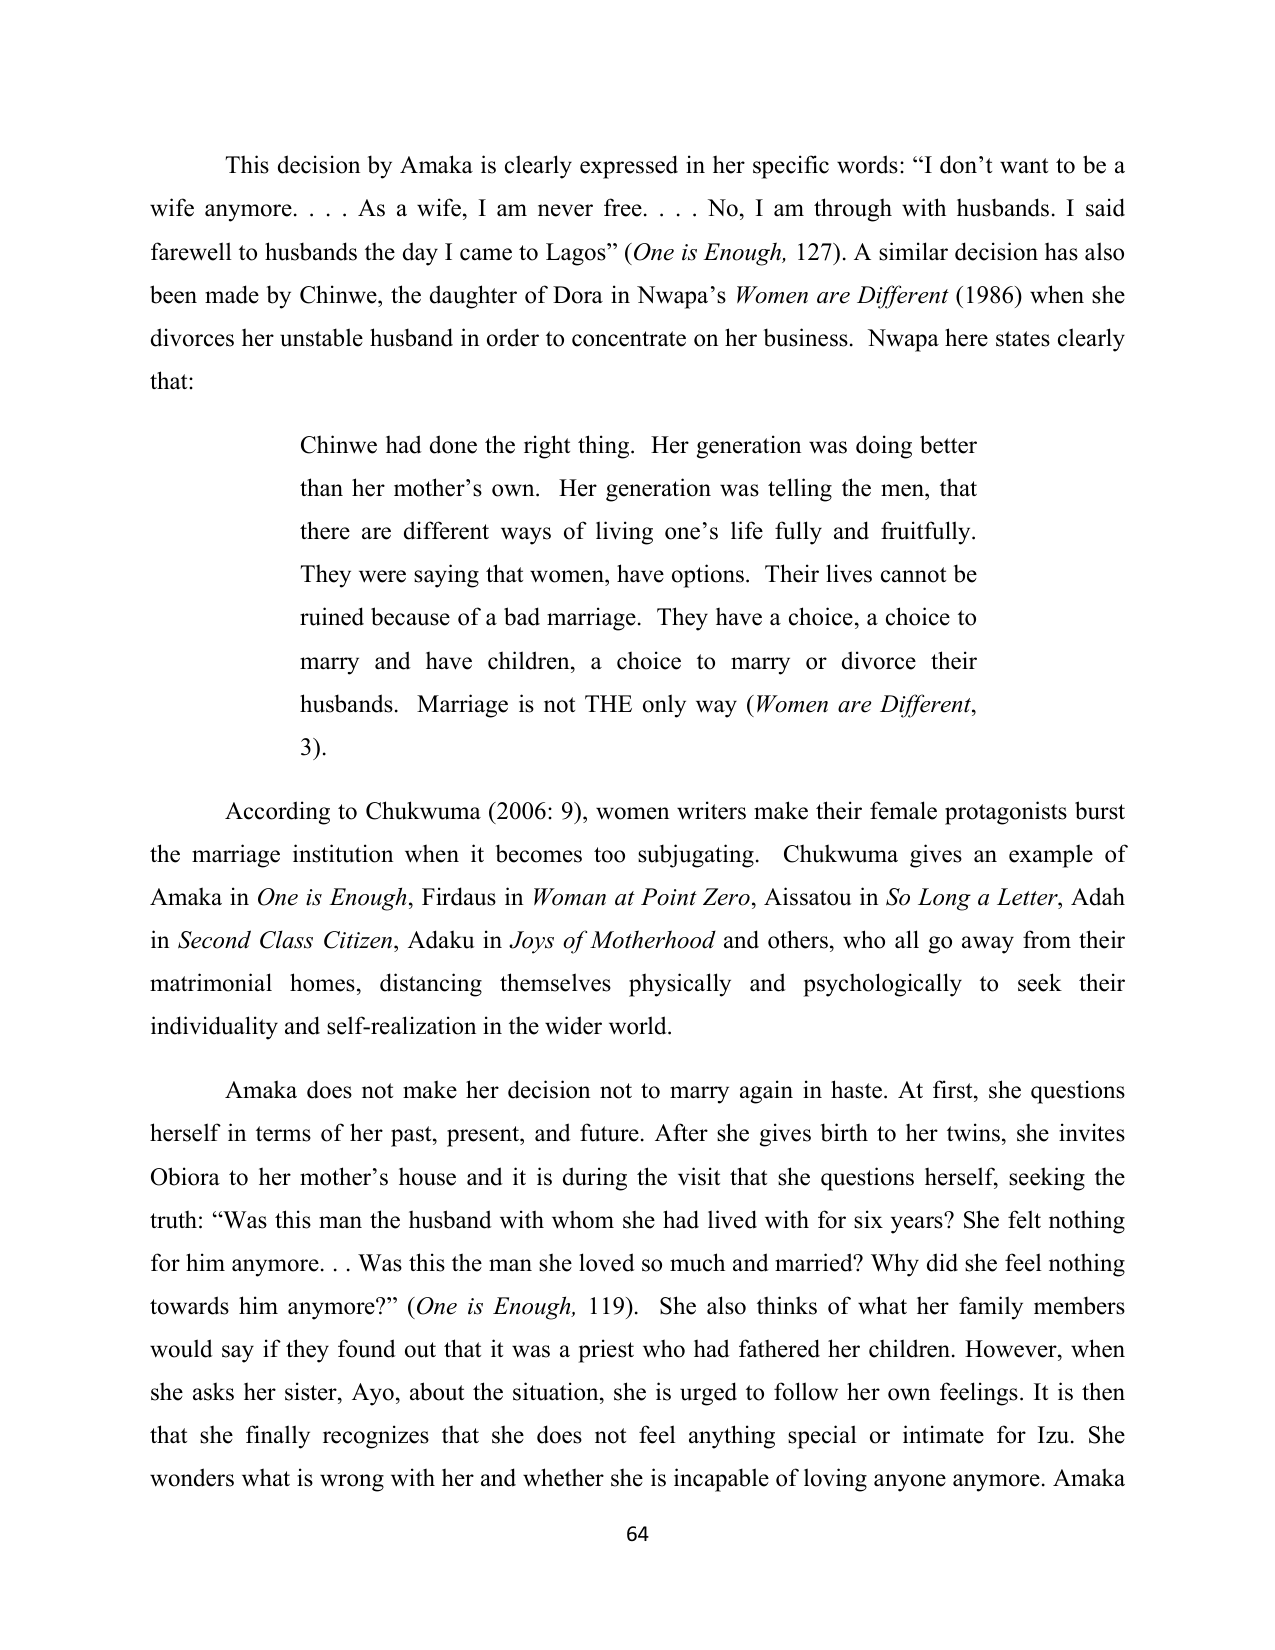 This decision by Amaka is clearly expressed in her specific words: “I don’t want to be a
wife anymore. . . . As a wife, I am never free. . . . No, I am through with husbands. I said
farewell to husbands the day I came to Lagos” (One is Enough, 127). A similar decision has also
been made by Chinwe, the daughter of Dora in Nwapa’s Women are Different (1986) when she
divorces her unstable husband in order to concentrate on her business.  Nwapa here states clearly
that:
Chinwe had done the right thing.  Her generation was doing better
than her mother’s own.  Her generation was telling the men, that
there are different ways of living one’s life fully and fruitfully.
They were saying that women, have options.  Their lives cannot be
ruined because of a bad marriage.  They have a choice, a choice to
marry and have children, a choice to marry or divorce their
husbands.  Marriage is not THE only way (Women are Different,
3).
According to Chukwuma (2006: 9), women writers make their female protagonists burst
the marriage institution when it becomes too subjugating.  Chukwuma gives an example of
Amaka in One is Enough, Firdaus in Woman at Point Zero, Aissatou in So Long a Letter, Adah
in Second Class Citizen, Adaku in Joys of Motherhood and others, who all go away from their
matrimonial homes, distancing themselves physically and psychologically to seek their
individuality and self-realization in the wider world.
Amaka does not make her decision not to marry again in haste. At first, she questions
herself in terms of her past, present, and future. After she gives birth to her twins, she invites
Obiora to her mother’s house and it is during the visit that she questions herself, seeking the
truth: “Was this man the husband with whom she had lived with for six years? She felt nothing
for him anymore. . . Was this the man she loved so much and married? Why did she feel nothing
towards him anymore?” (One is Enough, 119).  She also thinks of what her family members
would say if they found out that it was a priest who had fathered her children. However, when
she asks her sister, Ayo, about the situation, she is urged to follow her own feelings. It is then
that she finally recognizes that she does not feel anything special or intimate for Izu. She
wonders what is wrong with her and whether she is incapable of loving anyone anymore. Amaka
64